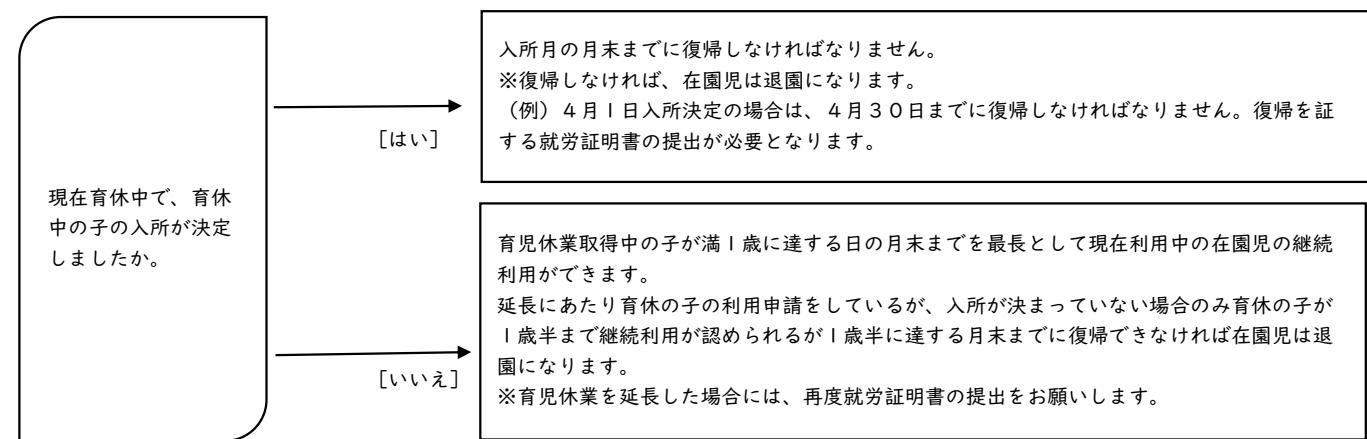 現在育休中で、育休
中の子の入所が決定
しましたか。
[はい]
入所月の月末までに復帰しなければなりません。
※復帰しなければ、在園児は退園になります。
（例）４月１日入所決定の場合は、４月３０日までに復帰しなければなりません。復帰を証
する就労証明書の提出が必要となります。
[いいえ]
育児休業取得中の子が満１歳に達する日の月末までを最長として現在利用中の在園児の継続
利用ができます。
延長にあたり育休の子の利用申請をしているが、入所が決まっていない場合のみ育休の子が
１歳半まで継続利用が認められるが１歳半に達する月末までに復帰できなければ在園児は退
園になります。
※育児休業を延長した場合には、再度就労証明書の提出をお願いします。